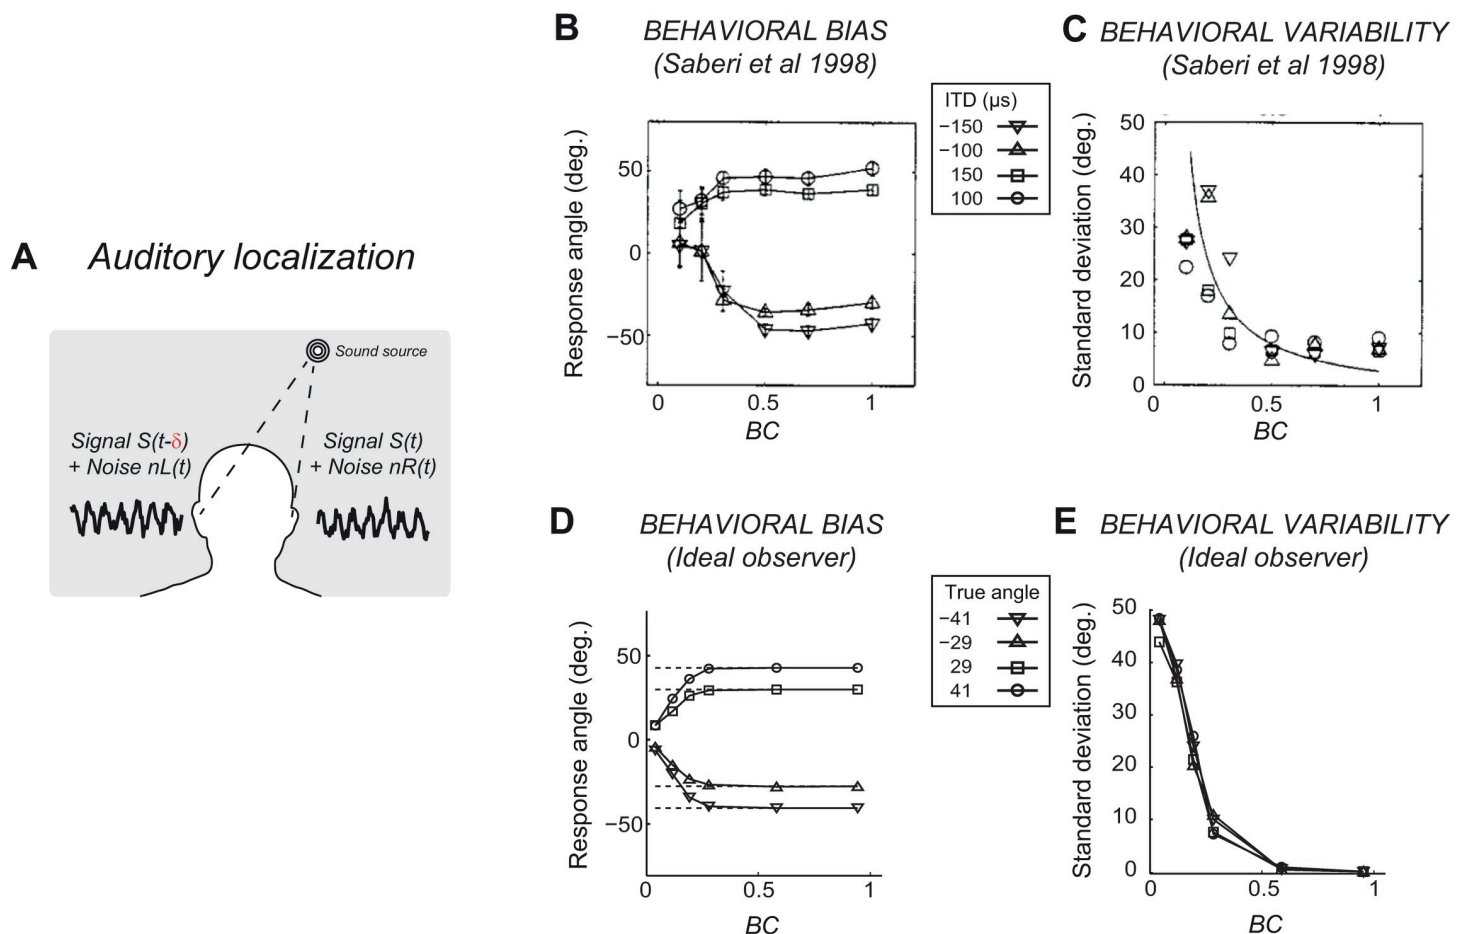 A Auditory localization
Sound source
Signal S(t-δ)
+ Noise nL(t)
Signal S(t)
+ Noise nR(t)
B BEHAVIORAL BIAS
(Saberi et al 1998)
Response angle (deg.)
50
0
−50
0 0.5 1
BC
ITD (µs)
−150
−100
150
100
C BEHAVIORAL VARIABILITY
(Saberi et al 1998)
Standard deviation (deg.)
50
40
30
20
10
0
0 0.5 1
BC
D BEHAVIORAL BIAS
(Ideal observer)
Response angle (deg.)
50
0
−50
0 0.5 1
BC
True angle
−41
−29
29
41
E BEHAVIORAL VARIABILITY
(Ideal observer)
Standard deviation (deg.)
50
40
30
20
10
0
0 0.5 1
BC